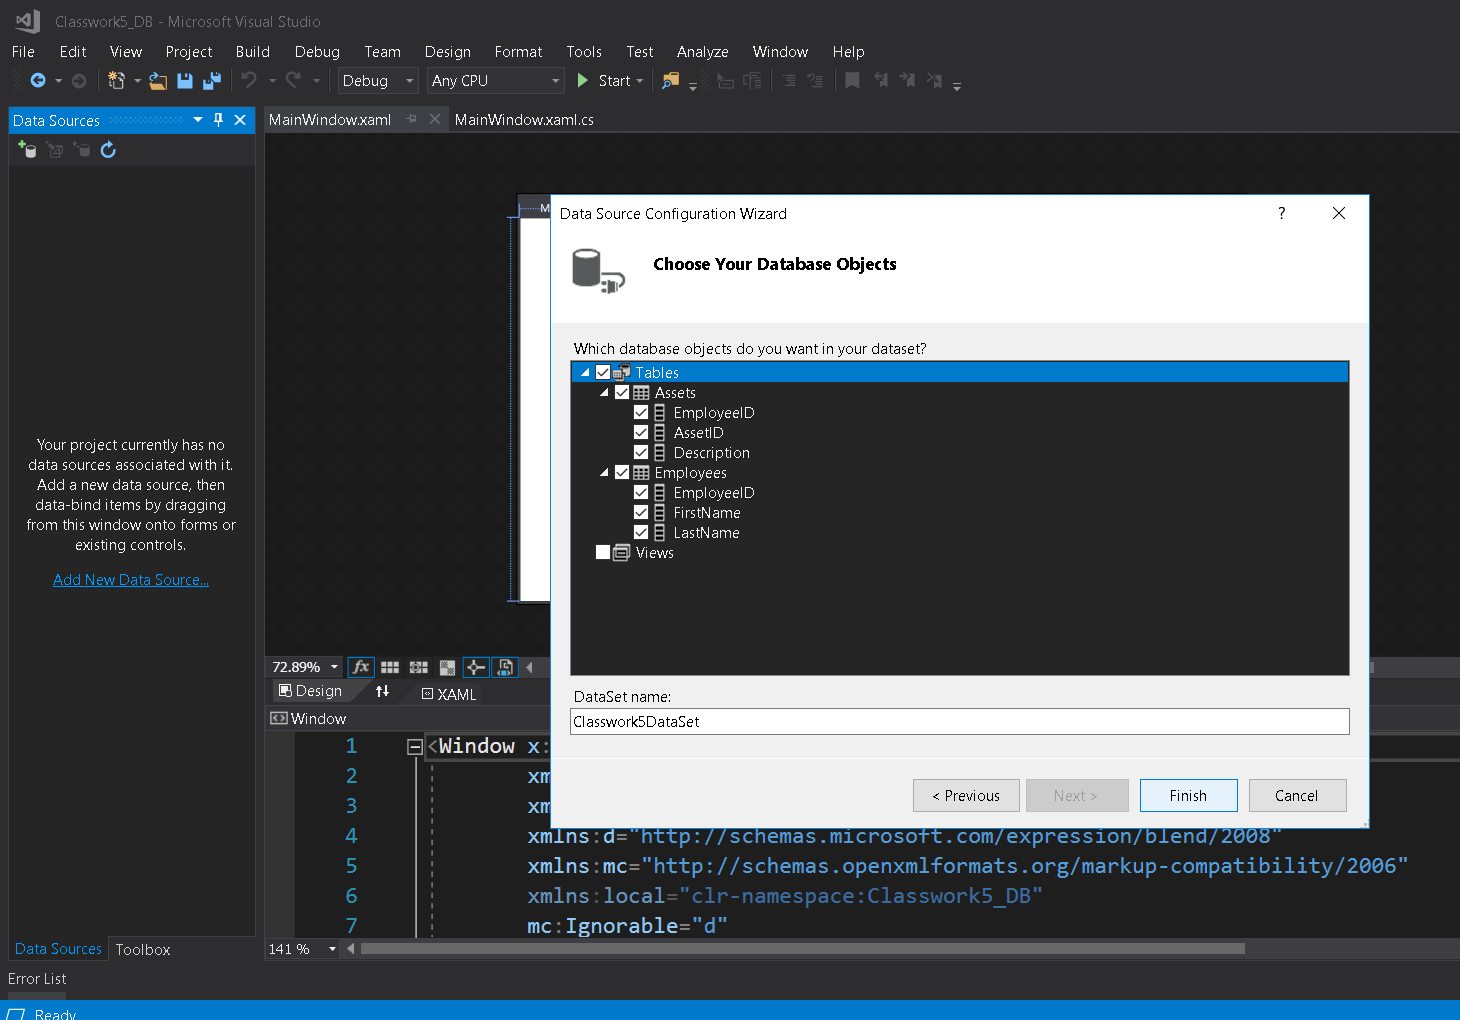 Classwork5_DB - Microsoft Visual Studio
File Edit View Project Build Debug Team Design Format Tools Test Analyze Window Help
Debug Any CPU Start
Data Sources
MainWindow.xaml MainWindow.xaml.cs
M
Data Source Configuration Wizard ?
Choose Your Database Objects
Which database objects do you want in your dataset?
Tables
Assets
EmployeeID
AssetID
Description
Employees
EmployeeID
FirstName
LastName
Views
Your project currently has no
data sources associated with it.
Add a new data source, then
data-bind items by dragging
from this window onto forms or
existing controls.
Add New Data Source...
DataSet name:
Classwork5DataSet
< Previous Next > Finish Cancel
72.89% fx
Design XAML
Window
1 <Window x:
2 xm
3 xm
4 xmlns:d="http://schemas.microsoft.com/expression/blend/2008"
5 xmlns:mc="http://schemas.openxmlformats.org/markup-compatibility/2006"
6 xmlns:local="clr-namespace:Classwork5_DB"
7 mc:Ignorable="d"
141 %
Data Sources Toolbox
Error List
Ready